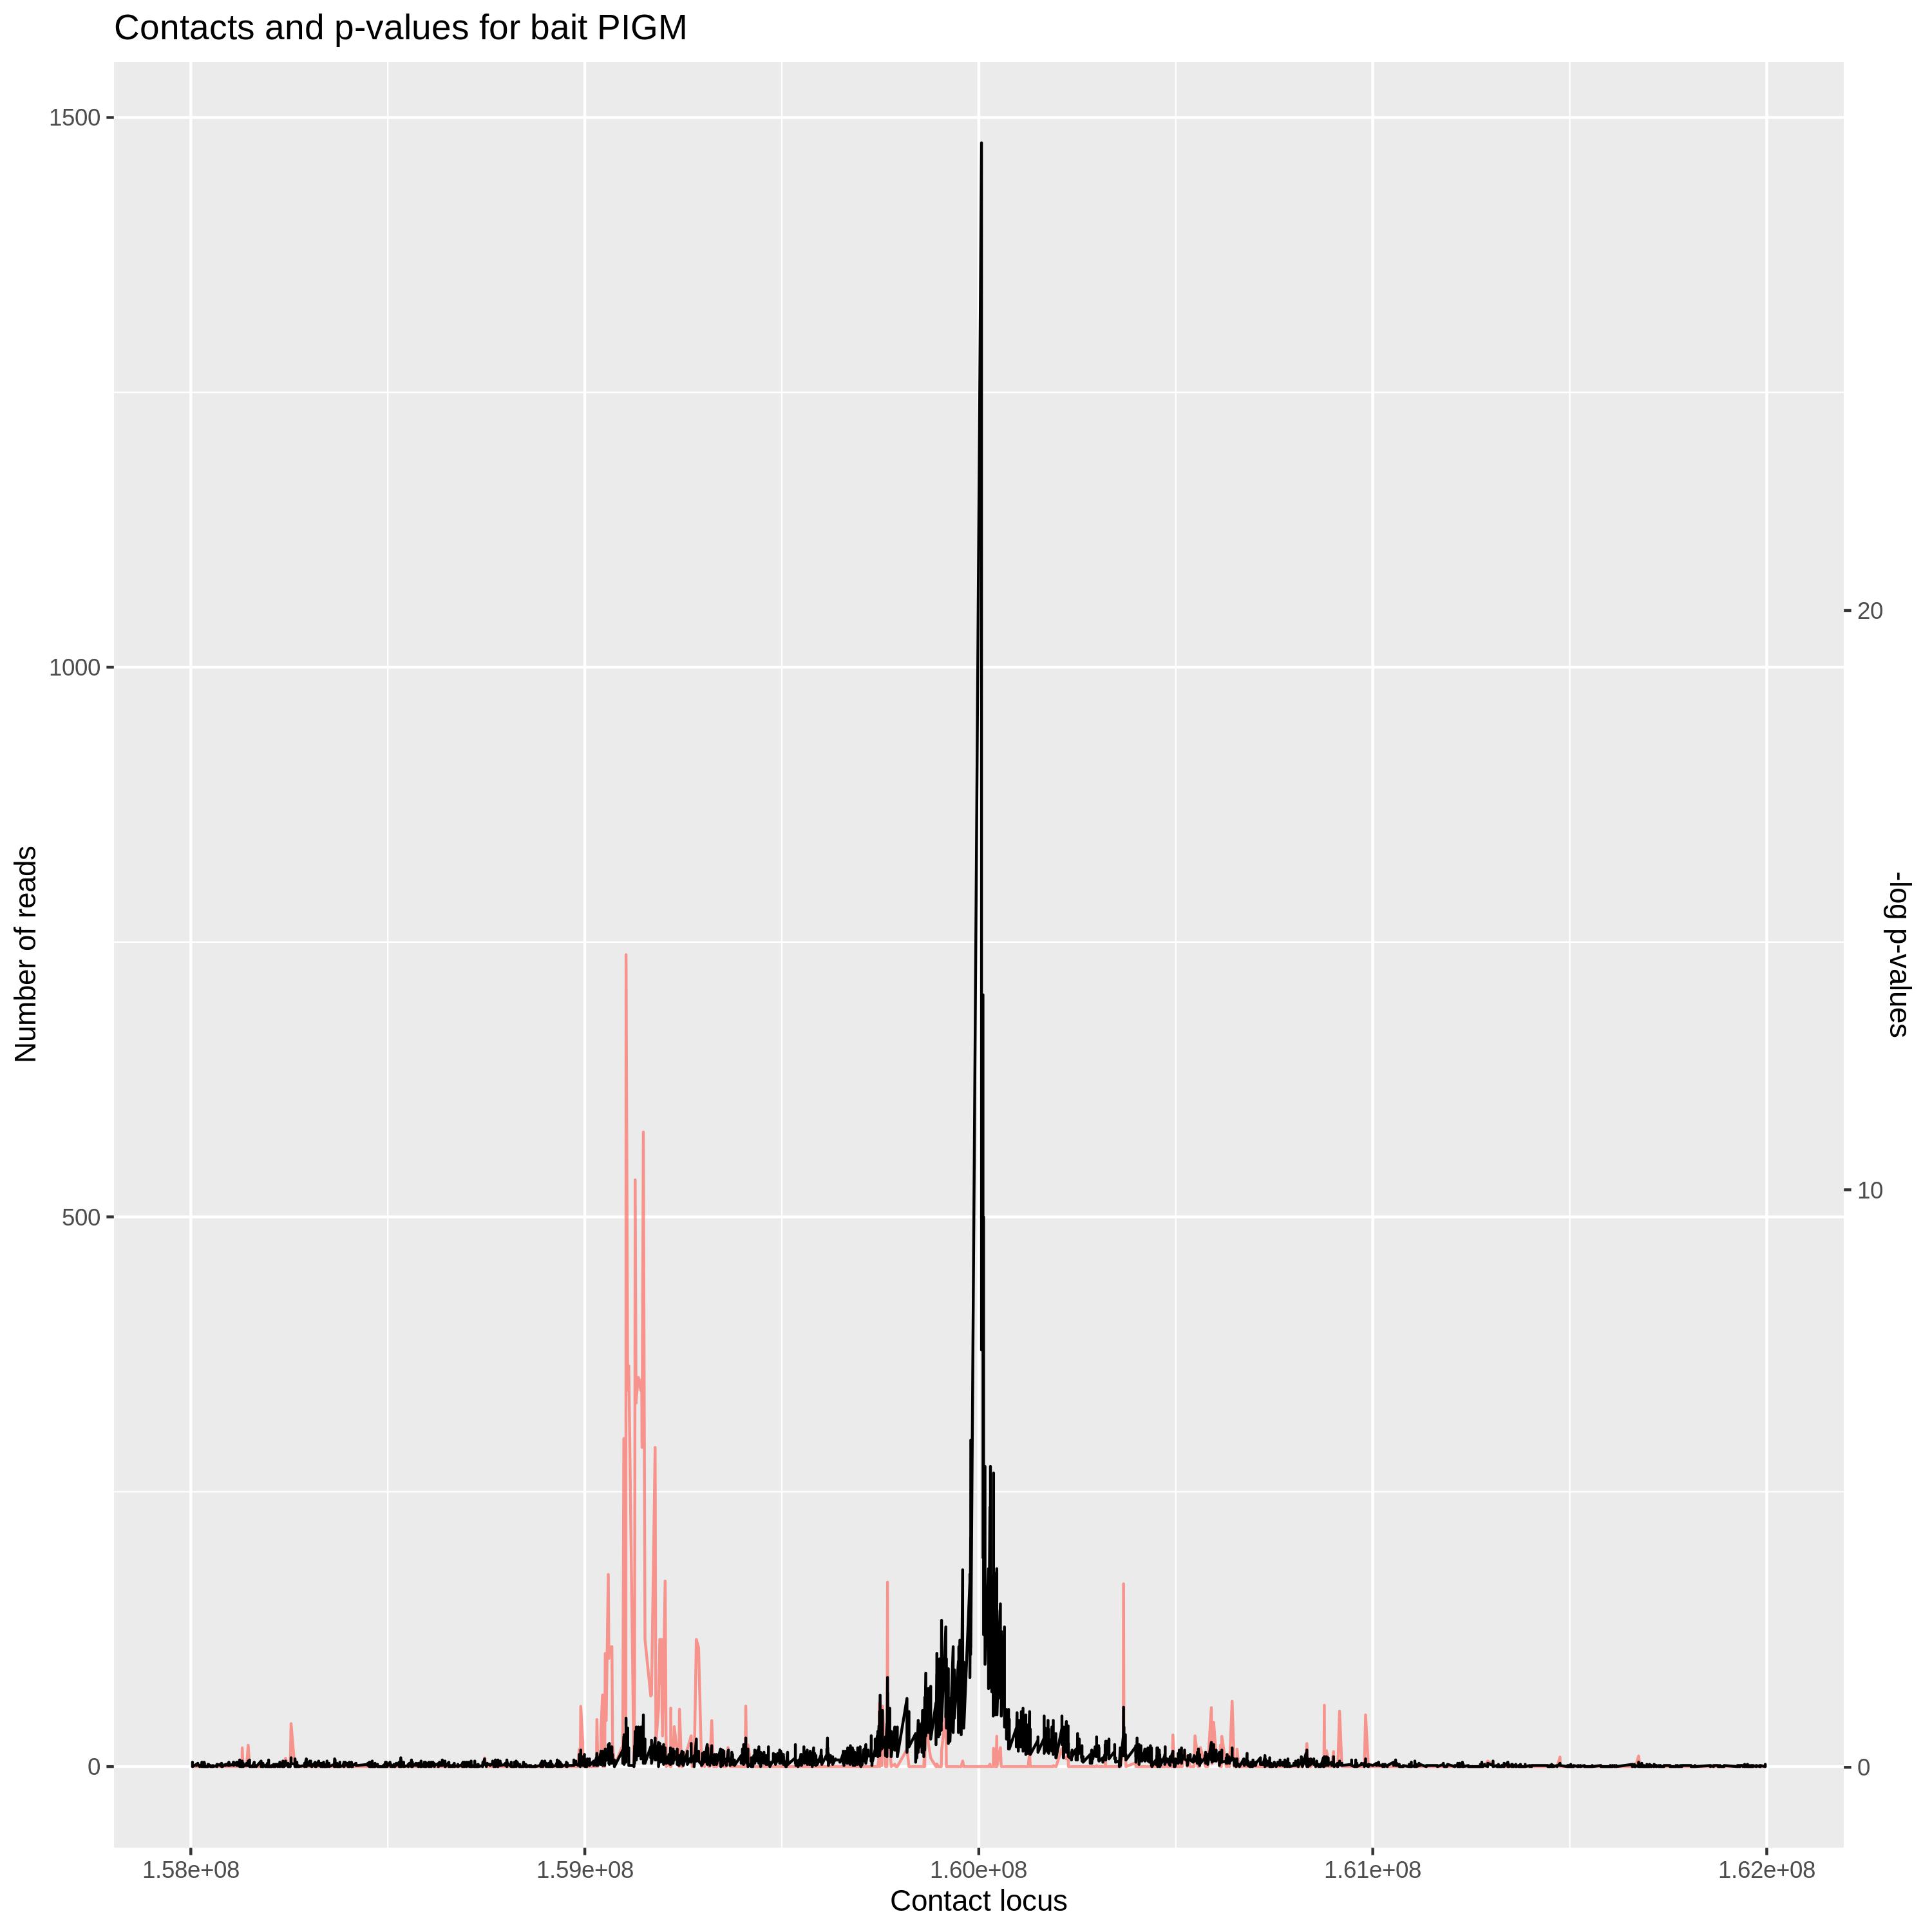 Contacts and p-values for bait PIGM
1500
1000
500
0
Number of reads
20
10
0
-log p-values
1.58e+08
1.59e+08
1.60e+08
1.61e+08
1.62e+08
Contact locus